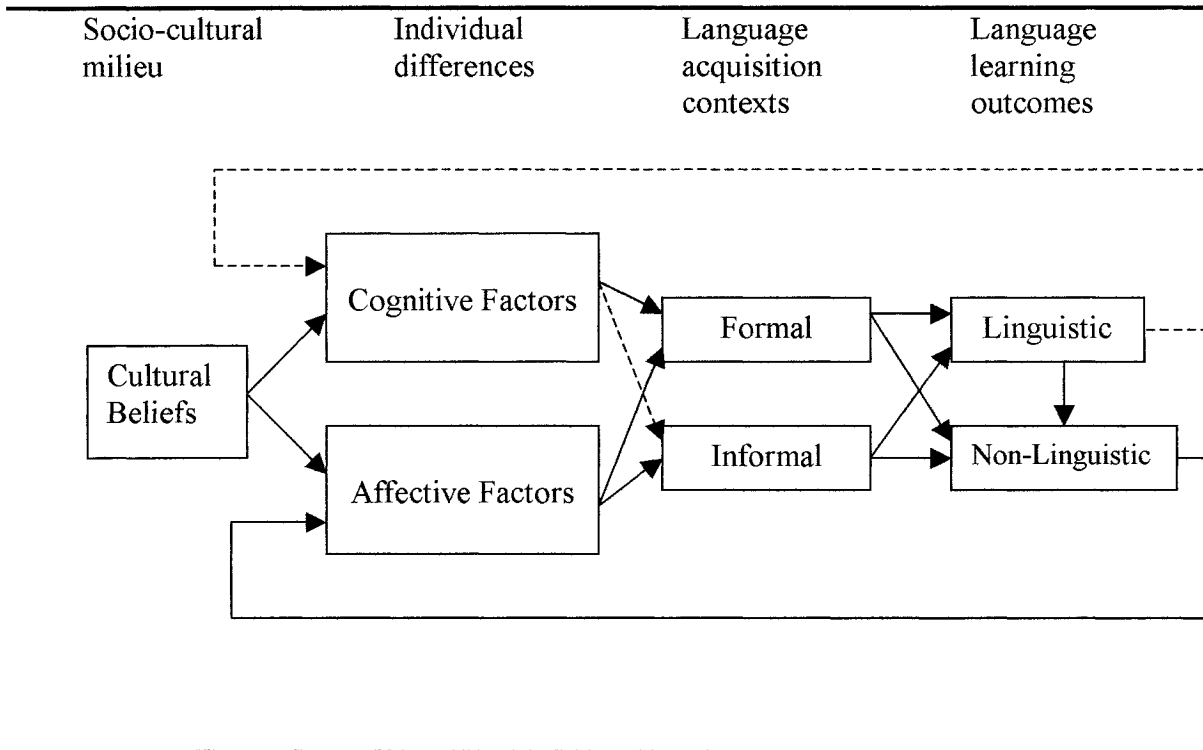 Socio-cultural
milieu
Individual
differences
Language
acquisition
contexts
Language
learning
outcomes
Cognitive Factors
Formal
Linguistic
Cultural
Beliefs
Informal
Non-Linguistic
Affective Factors